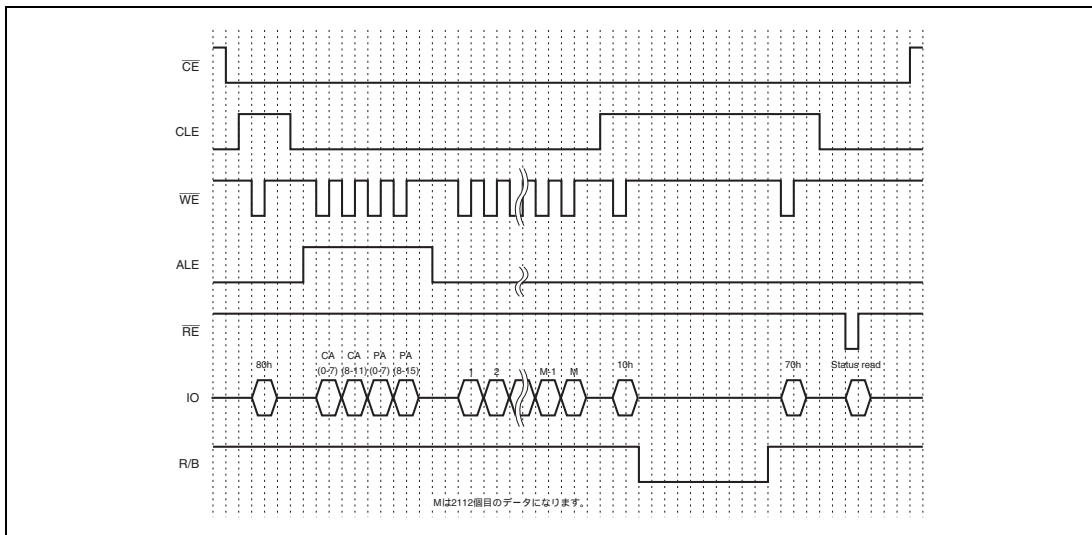 CE
CLE
WE
ALE
RE
80h
CA
(0-7)
CA
(8-11)
PA
(0-7)
PA
(8-15)
1
2
M-1
M
10h
70h
Status read
IO
R/B
Mは2112個目のデータになります。